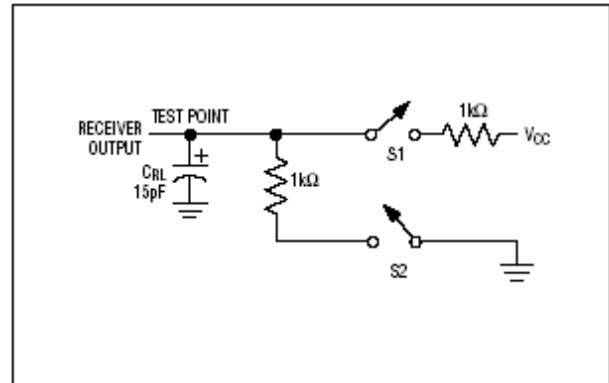 RECEIVER
OUTPUT
TEST POINT
CRL
15pF
1kΩ
S1
1kΩ
VCC
S2